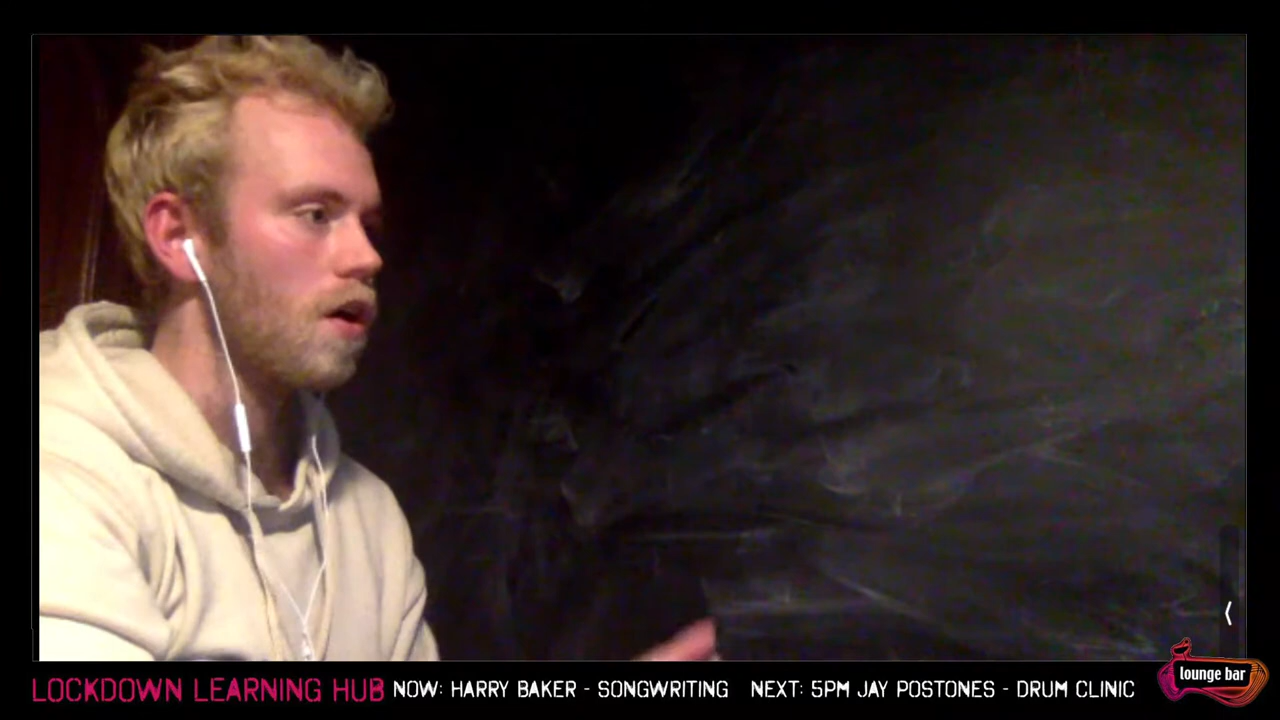 LOCKDOWN LEARNING HUB NOW: HARRY BAKER - SONGWRITING NEXT: 5PM JAY POSTONES - DRUM CLINIC
lounge bar